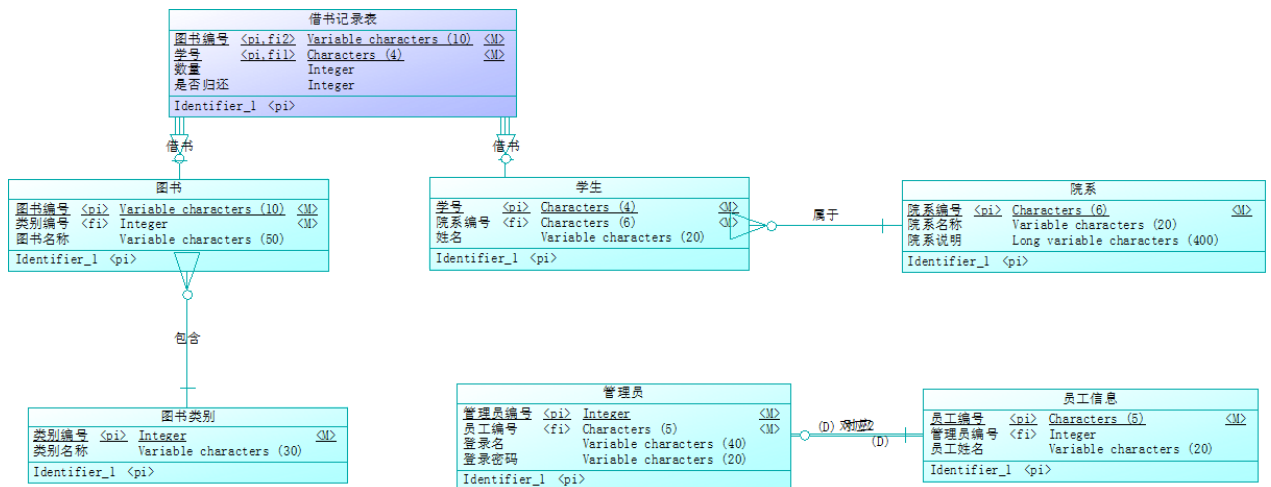 借书记录表
图书编号 <pi,fi2> Variable characters (10) <M>
学号 <pi,fi1> Characters (4) <M>
数量 Integer
是否归还 Integer
Identifier_1 <pi>
借书
借书
图书
图书编号 <pi> Variable characters (10) <M>
类别编号 <fi> Integer <M>
图书名称 Variable characters (50)
Identifier_1 <pi>
学生
学号 <pi> Characters (4) <M>
院系编号 <fi> Characters (6) <M>
姓名 Variable characters (20)
Identifier_1 <pi>
属于
院系
院系编号 <pi> Characters (6) <M>
院系名称 Variable characters (20)
院系说明 Long variable characters (400)
Identifier_1 <pi>
包含
图书类别
类别编号 <pi> Integer <M>
类别名称 Variable characters (30)
Identifier_1 <pi>
管理员
管理员编号 <pi> Integer <M>
员工编号 <fi> Characters (5) <M>
登录名 Variable characters (40)
登录密码 Variable characters (20)
Identifier_1 <pi>
(D)
(D)
员工信息
员工编号 <pi> Characters (5) <M>
管理员编号 <fi> Integer
员工姓名 Variable characters (20)
Identifier_1 <pi>